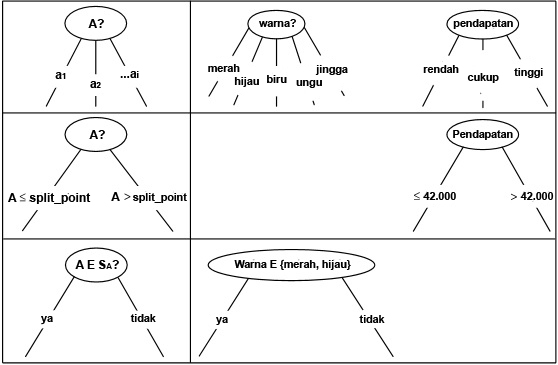 A?
a1
a2
...ai
warna?
merah
hijau
biru
ungu
jingga
pendapatan
rendah
cukup
tinggi
A?
A ≤ split_point
A > split_point
Pendapatan
≤ 42.000
> 42.000
A E SA?
ya
tidak
Warna E {merah, hijau}
ya
tidak